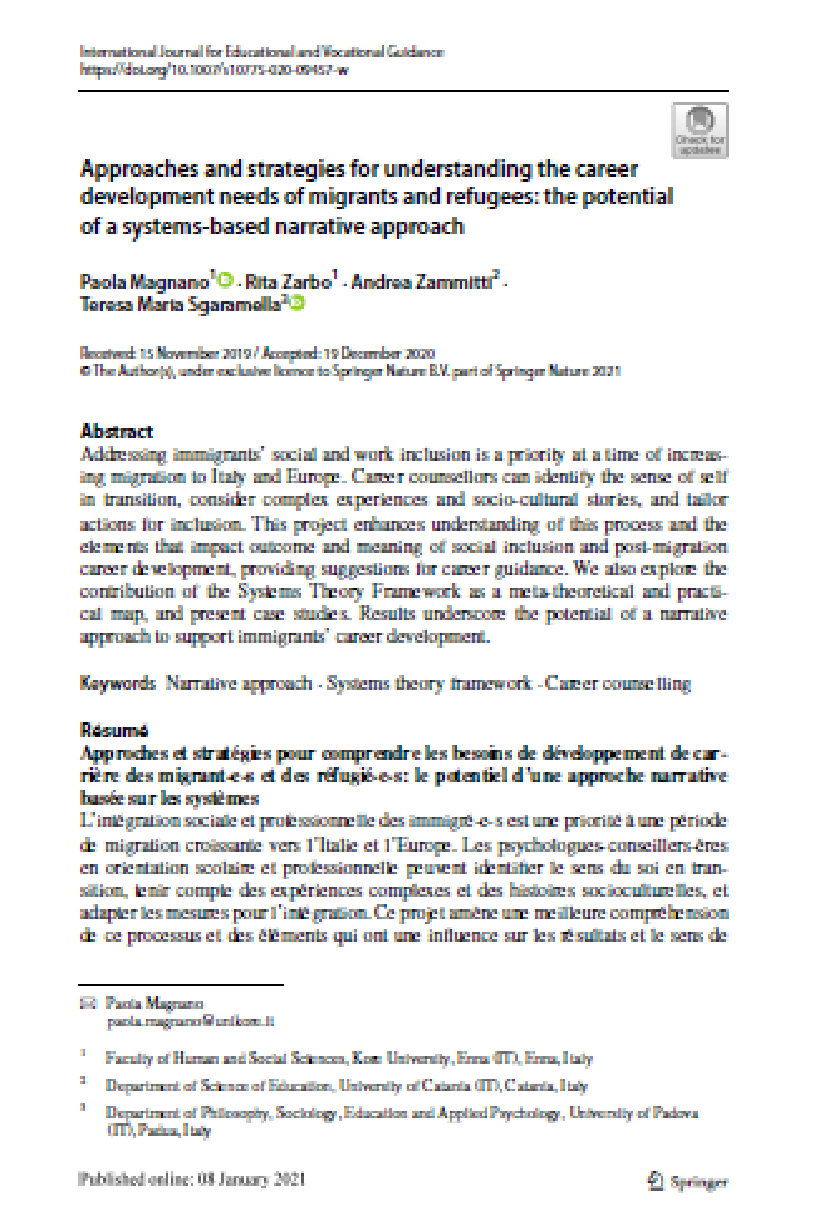 International Journal for Educational and Vocational Guidance
https://doi.org/10.1007/s10775-020-09457-w
Check for
updates
Approaches and strategies for understanding the career
development needs of migrants and refugees: the potential
of a systems-based narrative approach
Paola Magnano1 · Rita Zarbo1 · Andrea Zammitti2 ·
Teresa Maria Sgaramella3
Received: 15 November 2019 / Accepted: 19 December 2020
© The Author(s), under exclusive licence to Springer Nature B.V. part of Springer Nature 2021
Abstract
Addressing immigrants' social and work inclusion is a priority at a time of increas-
ing migration to Italy and Europe. Career counsellors can identify the sense of self
in transition, consider complex experiences and socio-cultural stories, and tailor
actions for inclusion. This project enhances understanding of this process and the
elements that impact outcome and meaning of social inclusion and post-migration
career development, providing suggestions for career guidance. We also explore the
contribution of the Systems Theory Framework as a meta-theoretical and practi-
cal map, and present case studies. Results underscore the potential of a narrative
approach to support immigrants' career development.
Keywords Narrative approach · Systems theory framework · Career counselling
Résumé
Approches et stratégies pour comprendre les besoins de développement de car-
rière des migrant-e-s et des réfugié-e-s: le potentiel d'une approche narrative
basée sur les systèmes
L'intégration sociale et professionnelle des immigré-e-s est une priorité à une période
de migration croissante vers l'Italie et l'Europe. Les psychologues-conseillers-ères
en orientation scolaire et professionnelle peuvent identifier le sens du soi en tran-
sition, tenir compte des expériences complexes et des histoires socioculturelles, et
adapter les mesures pour l'intégration. Ce projet amène une meilleure compréhension
de ce processus et des éléments qui ont une influence sur les résultats et le sens de
Paola Magnano
paola.magnano@unikore.it
1 Faculty of Human and Social Sciences, Kore University, Enna (IT), Enna, Italy
2 Department of Science of Education, University of Catania (IT), Catania, Italy
3 Department of Philosophy, Sociology, Education and Applied Psychology, University of Padova
(IT), Padua, Italy
Published online: 08 January 2021
Springer